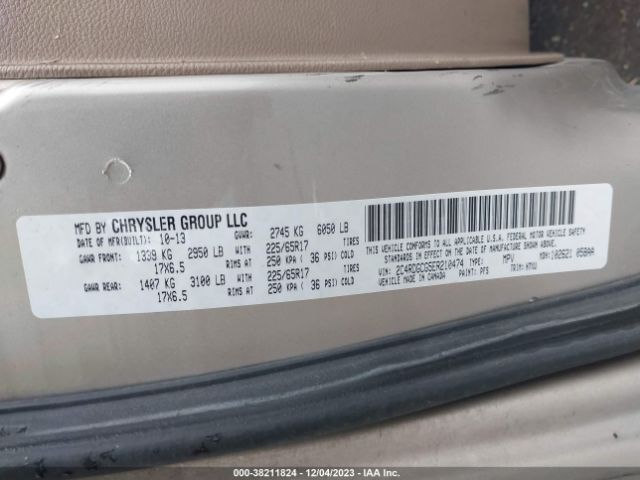 MFD BY CHRYSLER GROUP LLC
DATE OF MFR(BUILT): 10-13 GVWR: 2745 KG 6050 LB
GAWR FRONT: 1339 KG 2950 LB WITH 225/65R17 TIRES
17X6.5 RIMS AT 250 KPA ( 36 PSI) COLD
GAWR REAR: 1407 KG 3100 LB WITH 225/65R17 TIRES
17X6.5 RIMS AT 250 KPA ( 36 PSI) COLD
THIS VEHICLE CONFORMS TO ALL APPLICABLE U.S.A. FEDERAL MOTOR VEHICLE SAFETY
STANDARDS IN EFFECT ON THE DATE OF MANUFACTURE SHOWN ABOVE.
VIN: 2C4RDGCG5ER210474 TYPE: MPV MDH: 102621 058AA
VEHICLE MADE IN CANADA PAINT: PFS TRIM:
000-38211824 | 12/04/2023 | IAA Inc.